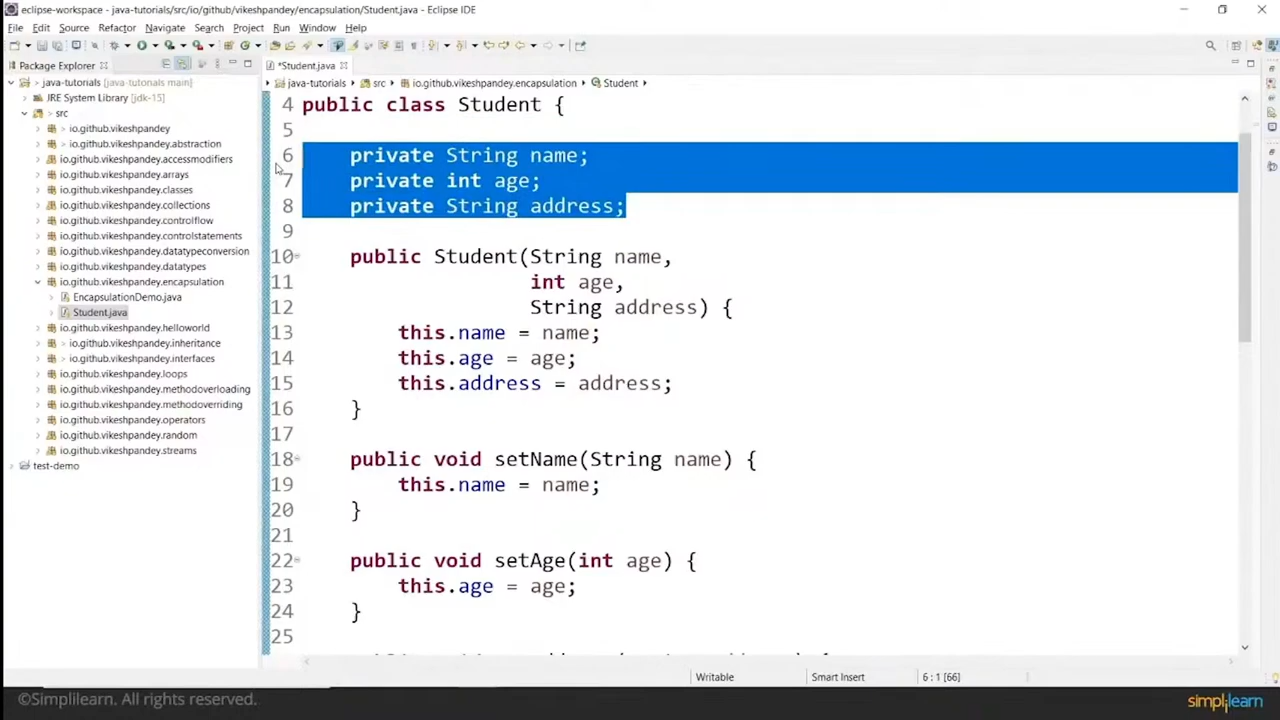 eclipse-workspace - java-tutorials/src/io/github/vikeshpandey/encapsulation/Student.java - Eclipse IDE
File Edit Source Refactor Navigate Search Project Run Window Help
Package Explorer
java-tutorials [java-tutorials main]
JRE System Library [jdk-15]
src
io.github.vikeshpandey
io.github.vikeshpandey.abstraction
io.github.vikeshpandey.accessmodifiers
io.github.vikeshpandey.arrays
io.github.vikeshpandey.classes
io.github.vikeshpandey.collections
io.github.vikeshpandey.controlflow
io.github.vikeshpandey.controlstatements
io.github.vikeshpandey.datatypeconversion
io.github.vikeshpandey.datatypes
io.github.vikeshpandey.encapsulation
EncapsulationDemo.java
Student.java
io.github.vikeshpandey.helloworld
io.github.vikeshpandey.inheritance
io.github.vikeshpandey.interfaces
io.github.vikeshpandey.loops
io.github.vikeshpandey.methodoverloading
io.github.vikeshpandey.methodoverriding
io.github.vikeshpandey.operators
io.github.vikeshpandey.random
io.github.vikeshpandey.streams
test-demo
*Student.java
java-tutorials src io.github.vikeshpandey.encapsulation Student
4 public class Student {
5
6 private String name;
7 private int age;
8 private String address;
9
10 public Student(String name,
11 int age,
12 String address) {
13 this.name = name;
14 this.age = age;
15 this.address = address;
16 }
17
18 public void setName(String name) {
19 this.name = name;
20 }
21
22 public void setAge(int age) {
23 this.age = age;
24 }
25
Writable Smart Insert 6 : 1 [66]
©Simplilearn. All rights reserved.
simplilearn